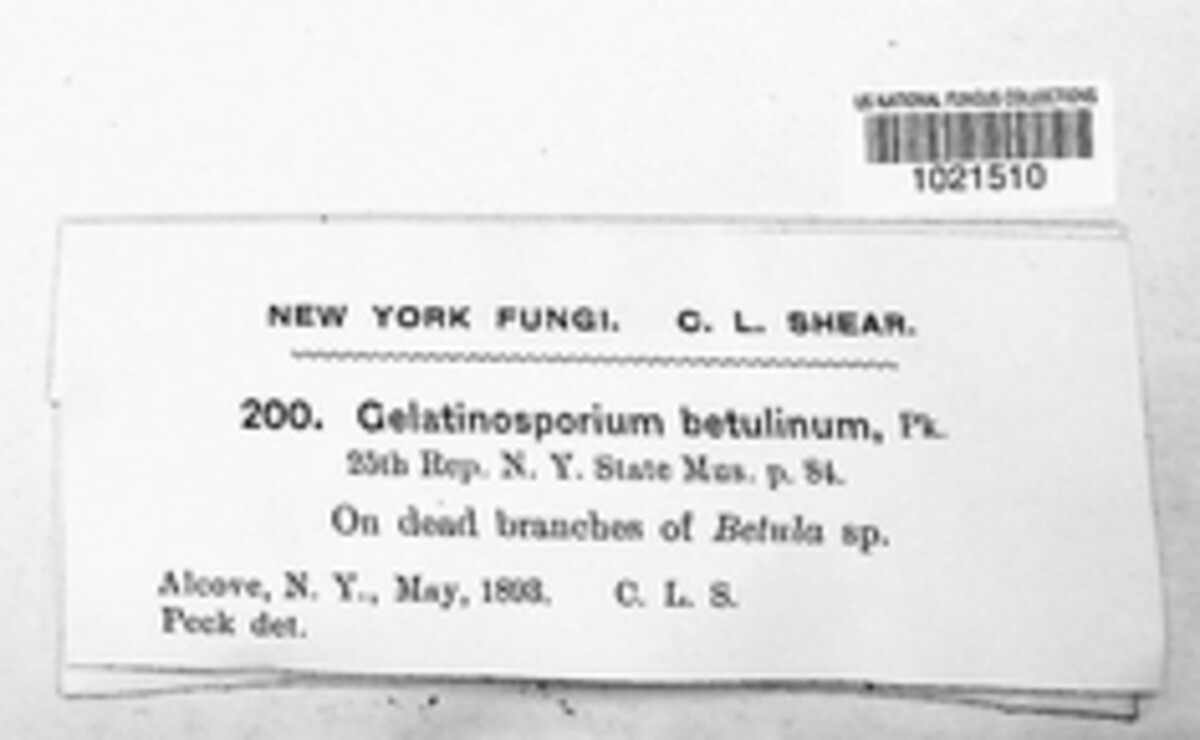 US NATIONAL FUNGUS COLLECTIONS
1021510
NEW YORK FUNGI. C. L. SHEAR.
200. Gelatinosporium betulinum, Pk.
25th Rep. N. Y. State Mus. p. 84.
On dead branches of Betula sp.
Alcove, N. Y., May, 1893. C. L. S.
Peck det.